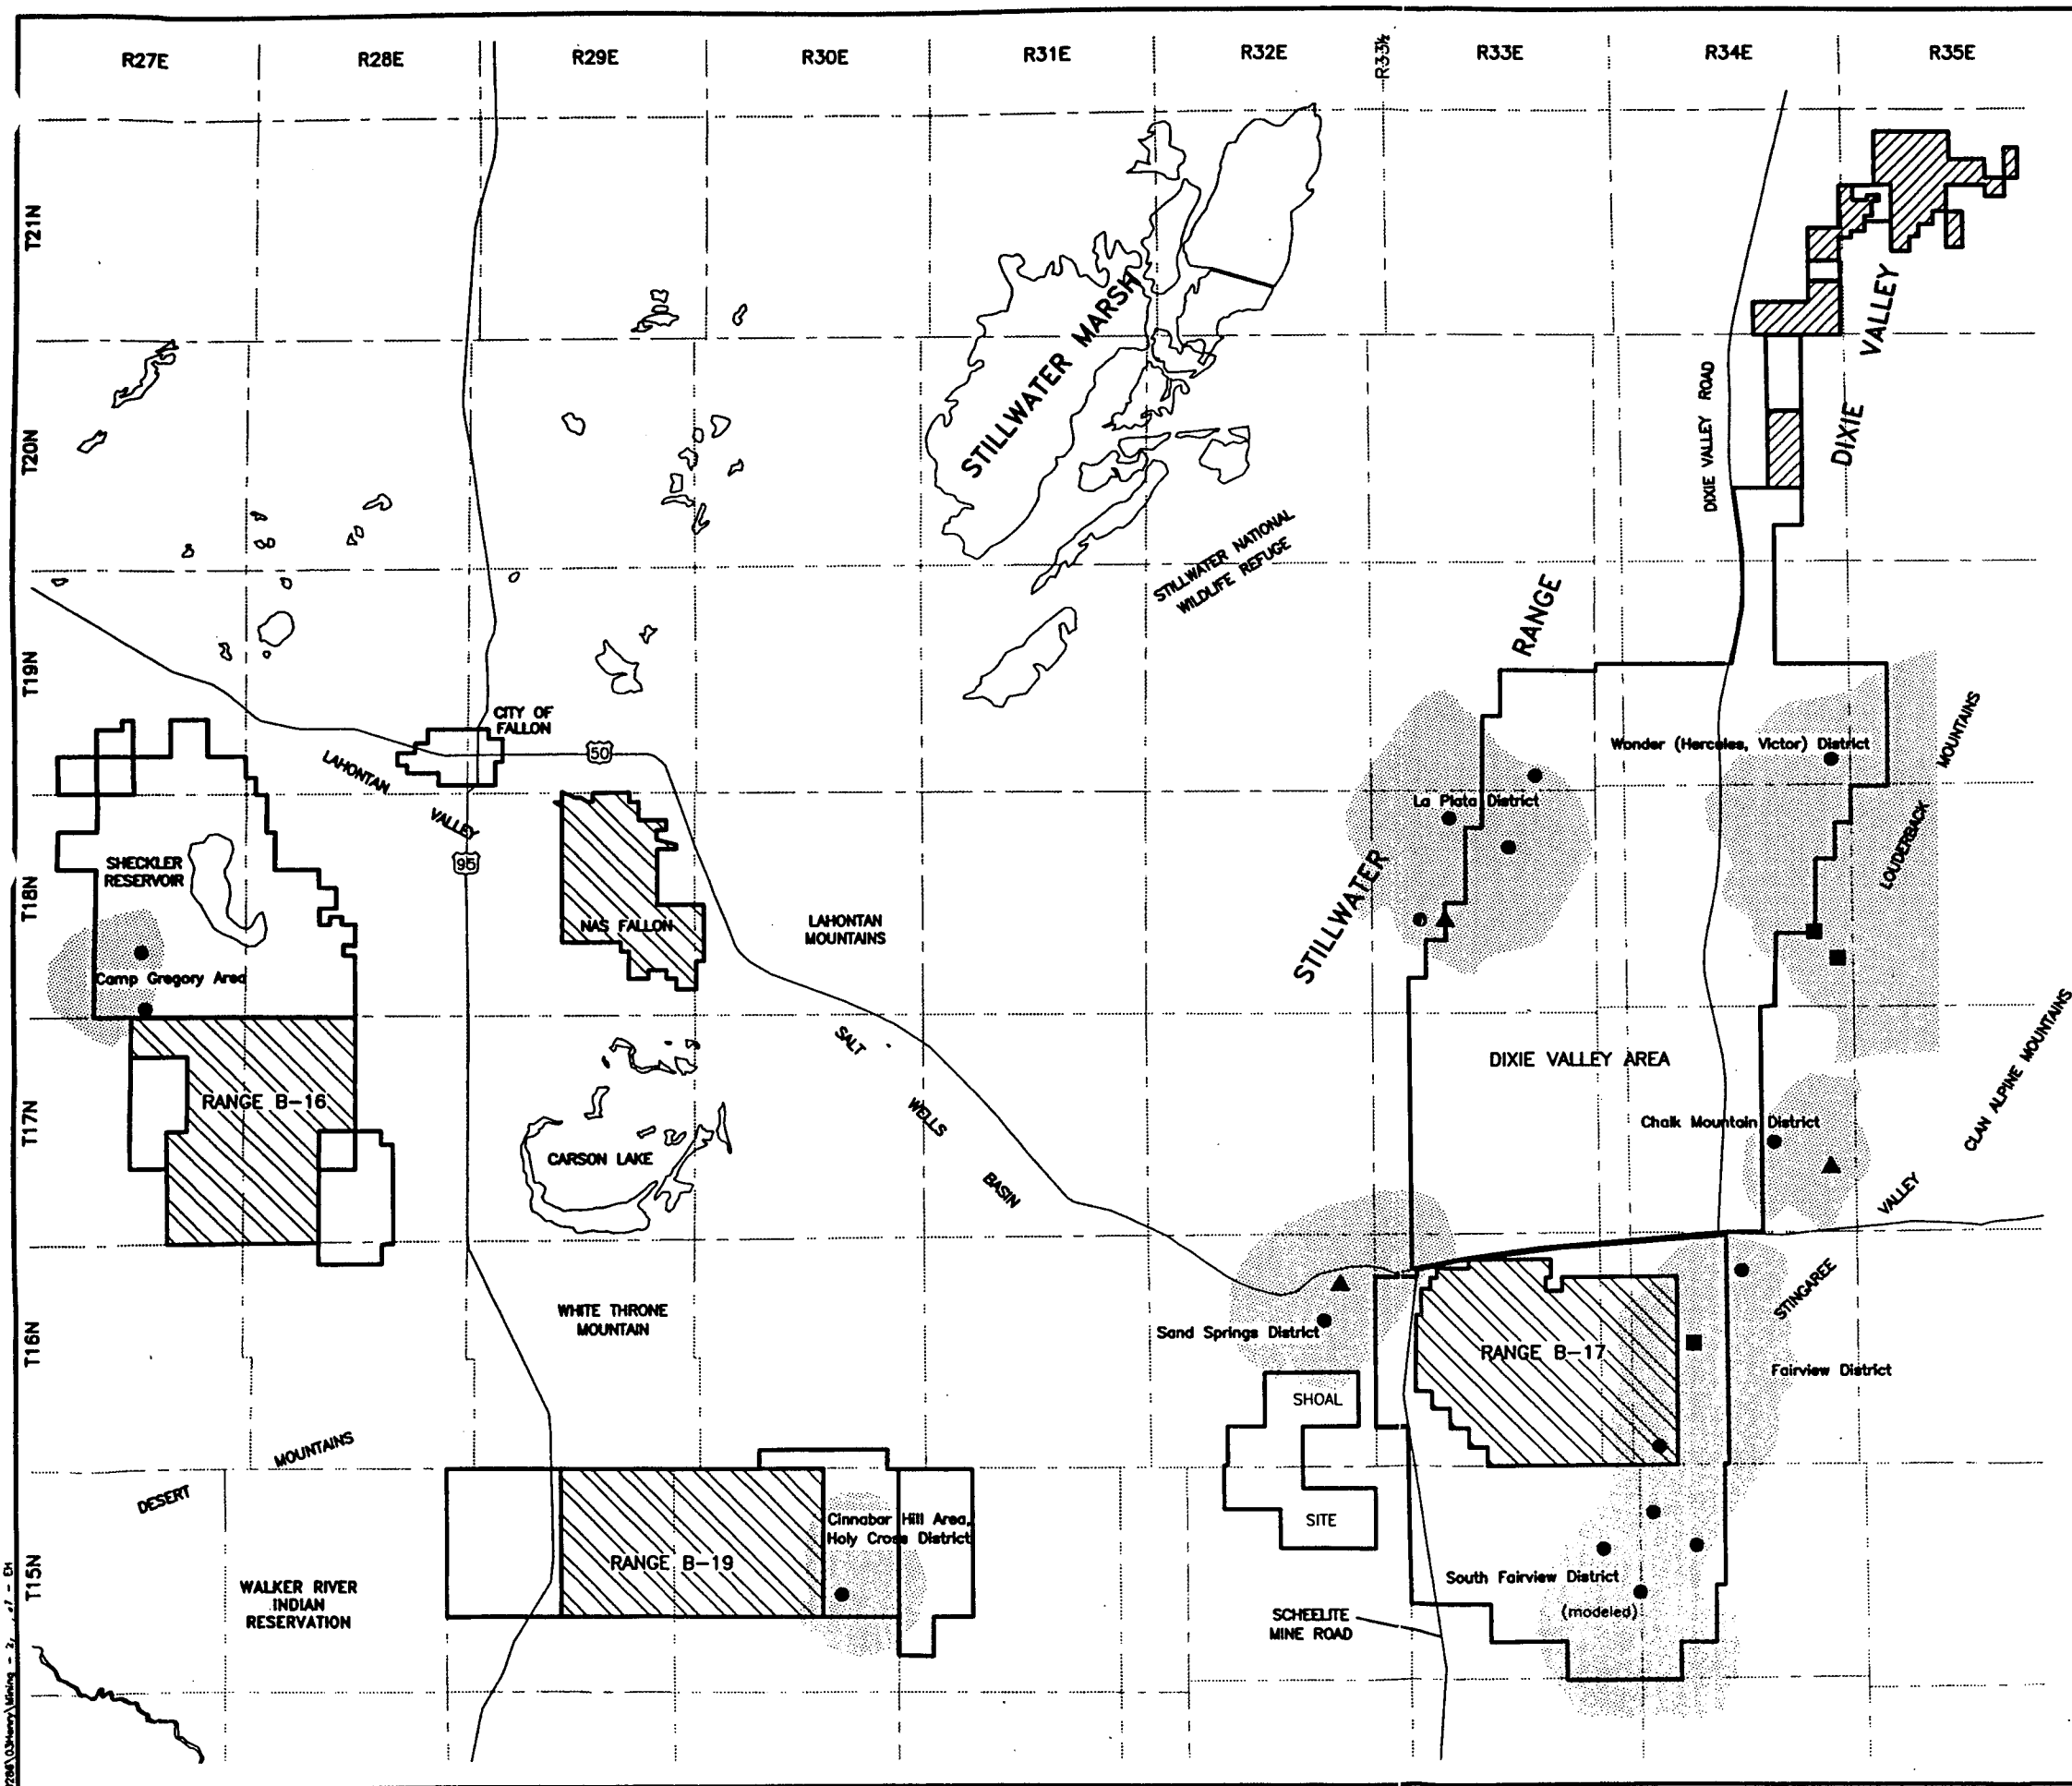 R27E
R28E
R29E
R30E
R31E
R32E
R33½
R33E
R34E
R35E
T21N
T20N
T19N
T18N
T17N
T16N
T15N
STILLWATER MARSH
STILLWATER NATIONAL
WILDLIFE REFUGE
DIXIE VALLEY ROAD
DIXIE VALLEY
STILLWATER RANGE
CITY OF
FALLON
50
95
LAHONTAN
VALLEY
SHECKLER
RESERVOIR
Camp Gregory Area
NAS FALLON
LAHONTAN
MOUNTAINS
La Plata District
Wonder (Hercules, Victor) District
LOUDERBACK MOUNTAINS
CLAN ALPINE MOUNTAINS
RANGE B-16
CARSON LAKE
SALT
WELLS
BASIN
DIXIE VALLEY AREA
Chalk Mountain District
STINGAREE VALLEY
WHITE THRONE
MOUNTAIN
Sand Springs District
RANGE B-17
Fairview District
SHOAL
SITE
DESERT MOUNTAINS
WALKER RIVER
INDIAN
RESERVATION
RANGE B-19
Cinnabar Hill Area,
Holy Cross District
South Fairview District
(modeled)
SCHEELITE
MINE ROAD